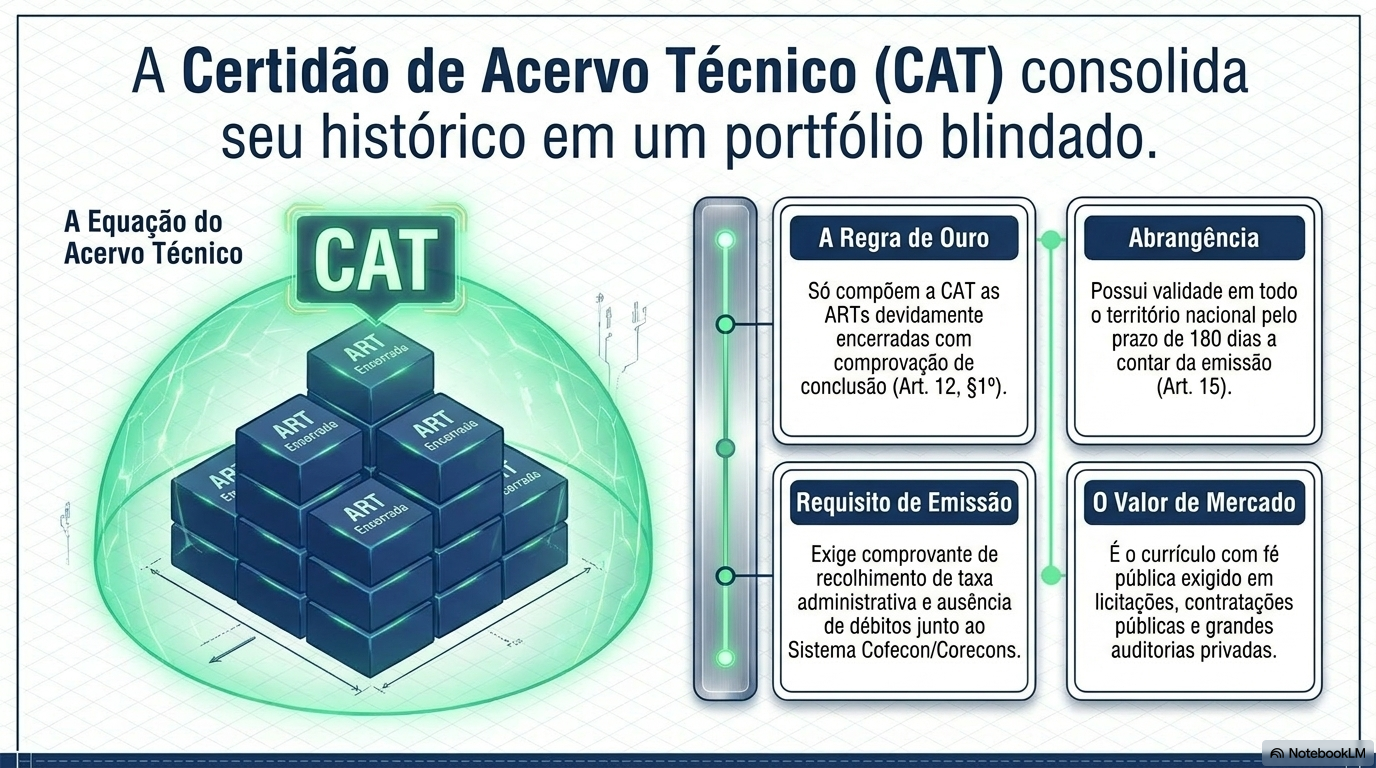 A Certidão de Acervo Técnico (CAT) consolida
seu histórico em um portfólio blindado.
A Equação do
Acervo Técnico
CAT
ART
Encerrada
ART
Encerrada
ART
Encerrada
ART
Encerrada
A Regra de Ouro
Só compõem a CAT as
ARTs devidamente
encerradas com
comprovação de
conclusão (Art. 12, §1º).
Abrangência
Possui validade em todo
o território nacional pelo
prazo de 180 dias a
contar da emissão
(Art. 15).
Requisito de Emissão
Exige comprovante de
recolhimento de taxa
administrativa e ausência
de débitos junto ao
Sistema Cofecon/Corecons.
O Valor de Mercado
É o currículo com fé
pública exigido em
licitações, contratações
públicas e grandes
auditorias privadas.
NotebookLM